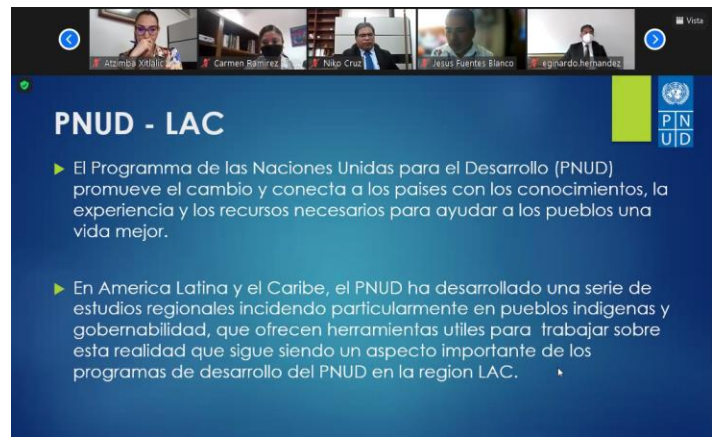 Vista
Atzimba Xitlalic
Carmen Ramirez
Niko Cruz
Jesus Fuentes Blanco
eginardo.hernandez
PNUD - LAC
P N
U D
El Programma de las Naciones Unidas para el Desarrollo (PNUD)
promueve el cambio y conecta a los paises con los conocimientos, la
experiencia y los recursos necesarios para ayudar a los pueblos una
vida mejor.
En America Latina y el Caribe, el PNUD ha desarrollado una serie de
estudios regionales incidendo particularmente en pueblos indigenas y
gobernabilidad, que ofrecen herramientas utiles para trabajar sobre
esta realidad que sigue siendo un aspecto importante de los
programas de desarrollo del PNUD en la region LAC.